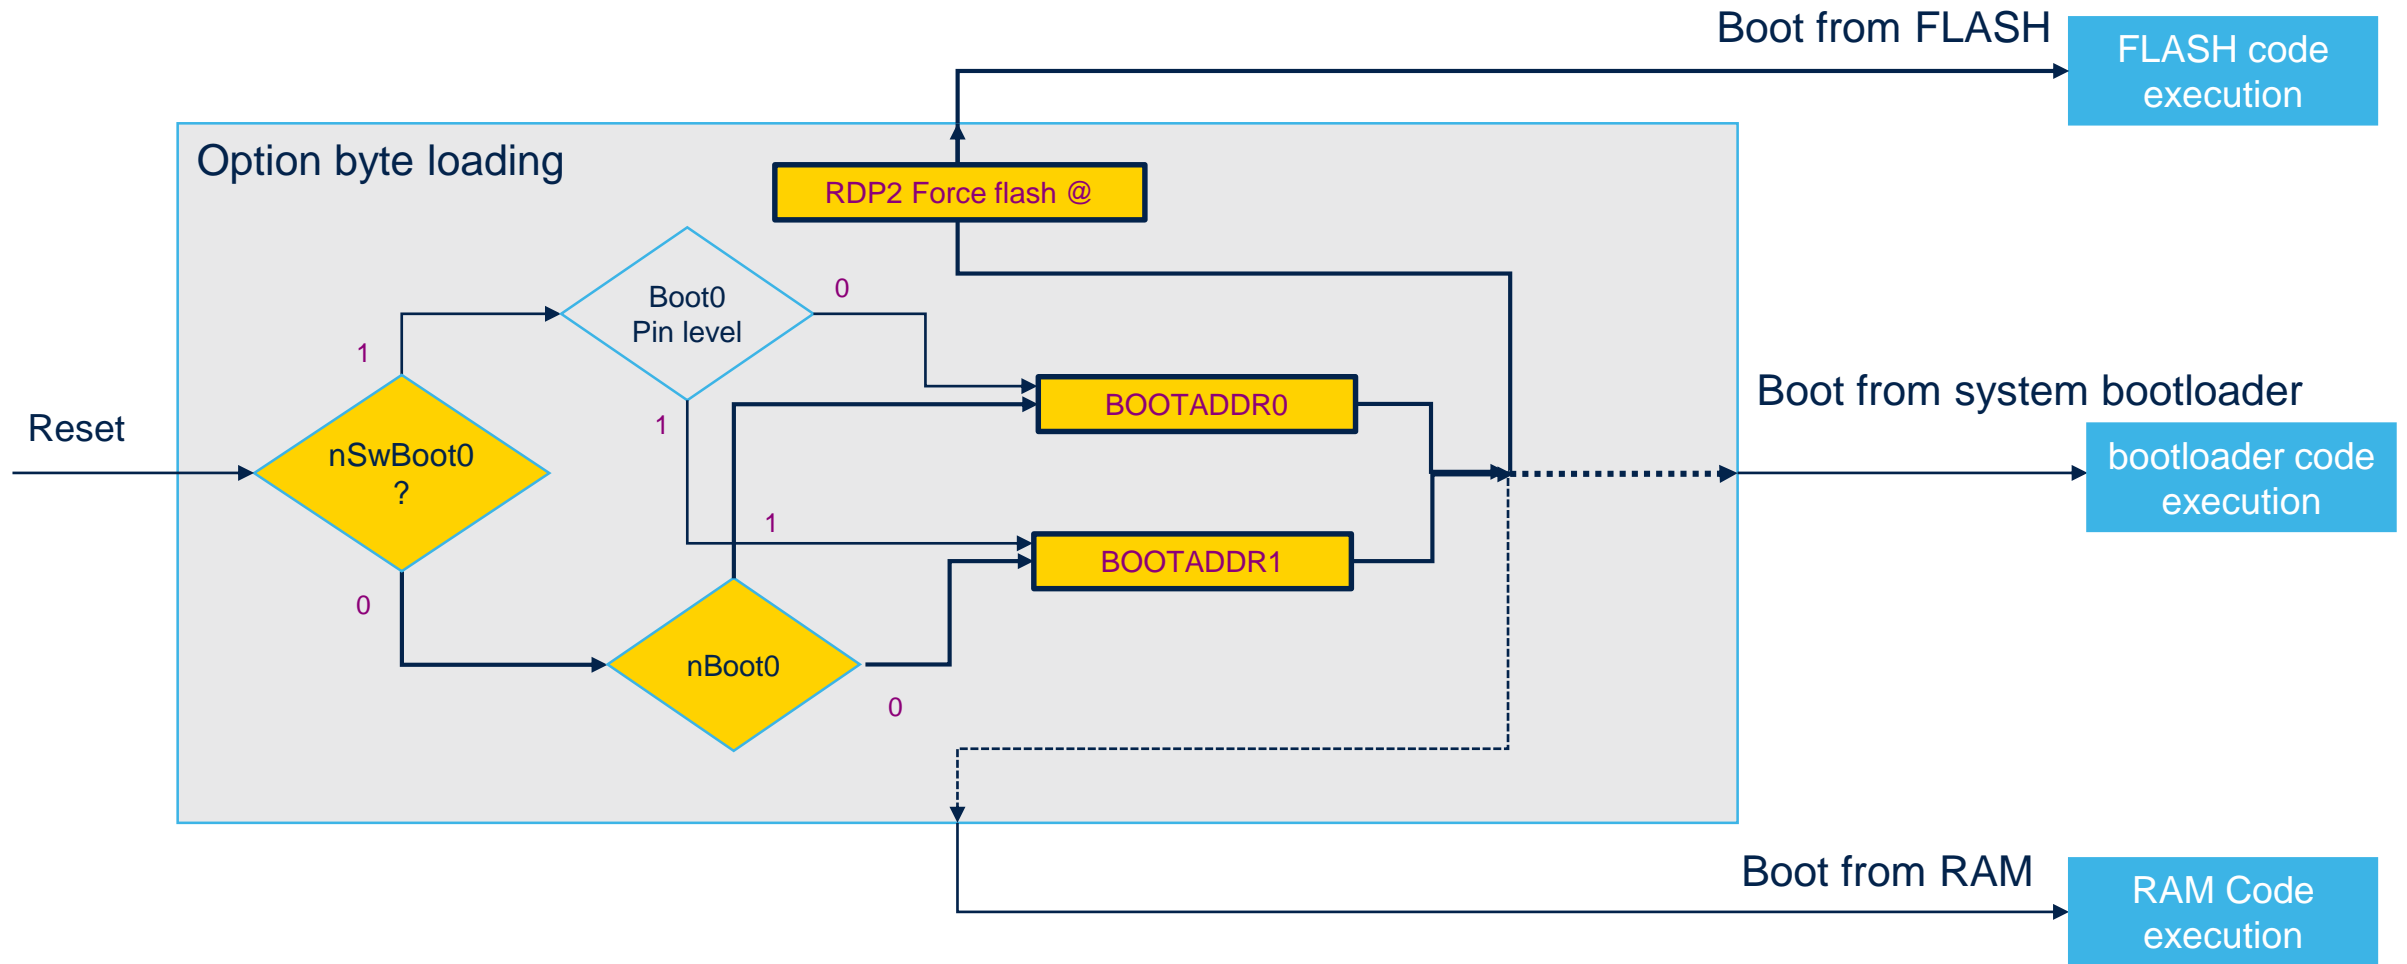 Boot from FLASH
FLASH code
execution
Option byte loading
RDP2 Force flash @
Boot0
Pin level
0
1
1
BOOTADDR0
Boot from system bootloader
Reset
nSwBoot0
?
bootloader code
execution
1
BOOTADDR1
0
nBoot0
0
Boot from RAM
RAM Code
execution